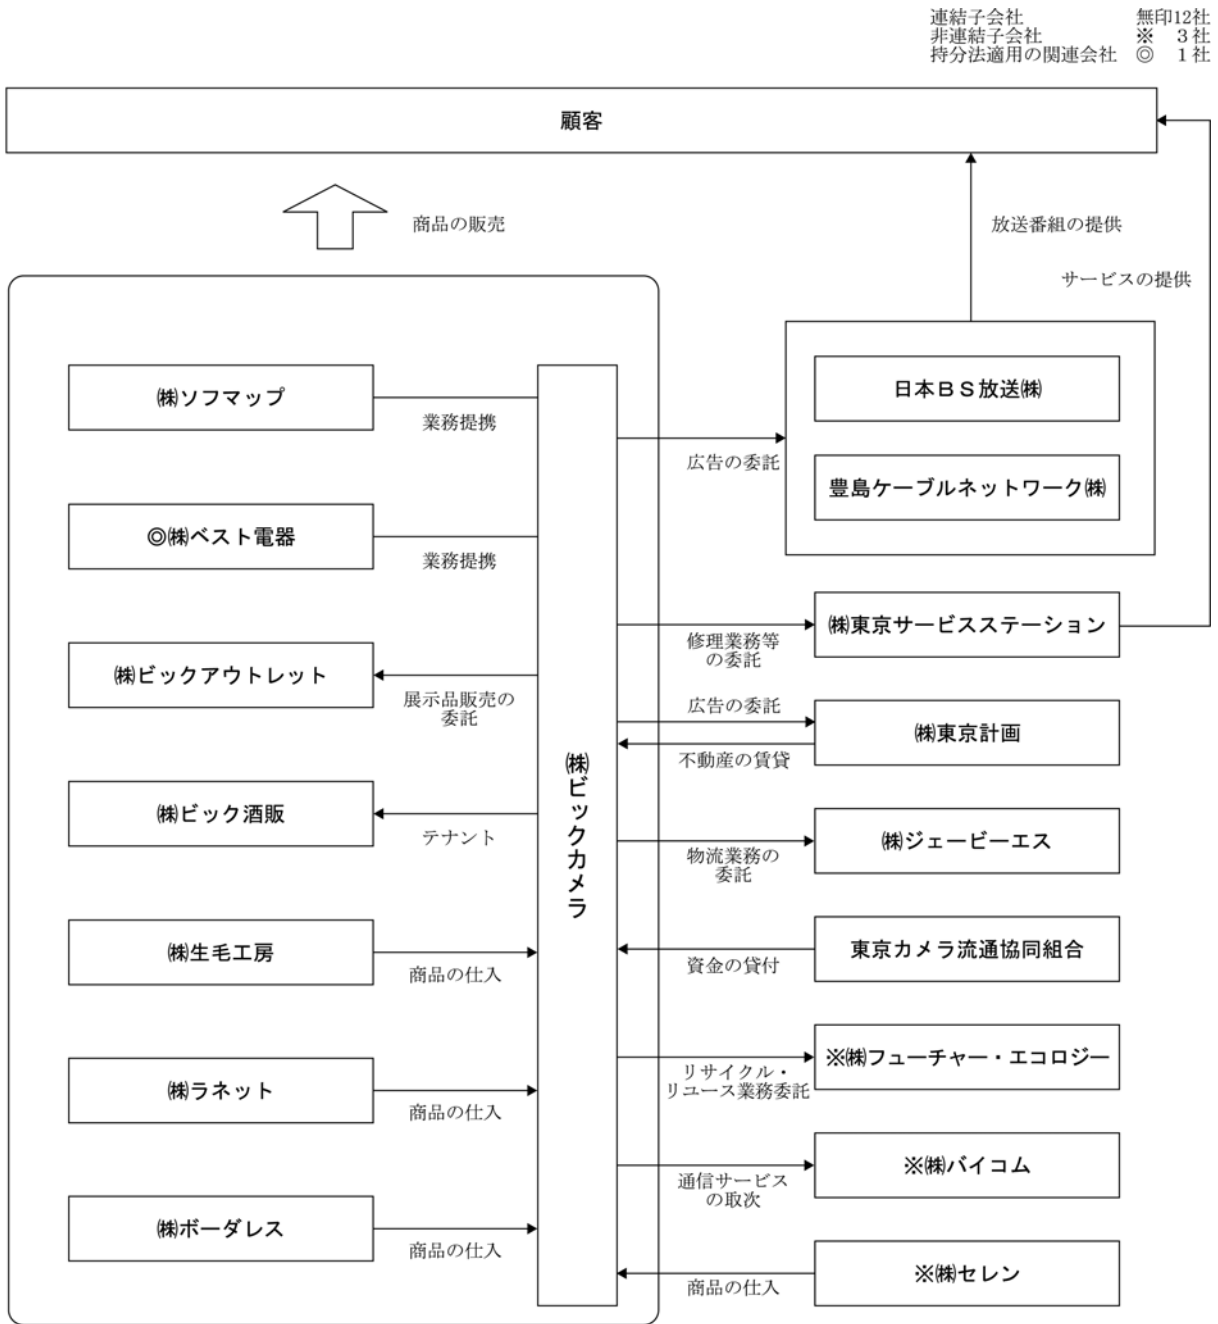 連結子会社 無印12社
非連結子会社 ※ 3社
持分法適用の関連会社 ◎ 1社
顧客
商品の販売
放送番組の提供
サービスの提供
㈱ソフマップ
業務提携
◎㈱ベスト電器
業務提携
㈱ビックアウトレット
展示品販売の
委託
㈱ビック酒販
テナント
㈱生毛工房
商品の仕入
㈱ラネット
商品の仕入
㈱ボーダレス
商品の仕入
㈱ビックカメラ
広告の委託
日本BS放送㈱
豊島ケーブルネットワーク㈱
修理業務等
の委託
㈱東京サービスステーション
広告の委託
不動産の賃貸
㈱東京計画
物流業務の
委託
㈱ジェービーエス
資金の貸付
東京カメラ流通協同組合
リサイクル・
リユース業務委託
※㈱フューチャー・エコロジー
通信サービス
の取次
※㈱バイコム
商品の仕入
※㈱セレン